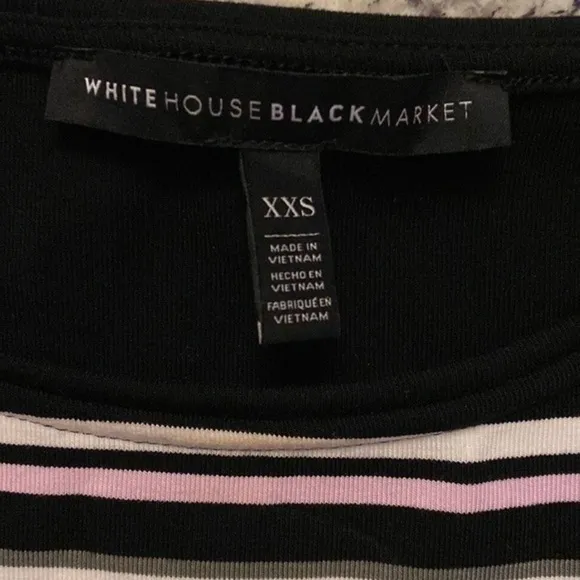 WHITE HOUSE BLACK MARKET
XXS
MADE IN
VIETNAM
HECHO EN
VIETNAM
FABRIQUÉ EN
VIETNAM